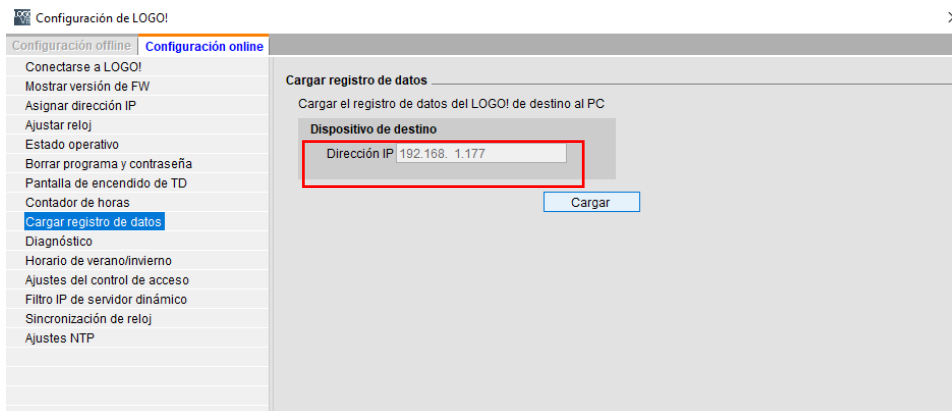 Configuración de LOGO!
Configuración offline Configuración online
Conectarse a LOGO!
Mostrar versión de FW
Asignar dirección IP
Ajustar reloj
Estado operativo
Borrar programa y contraseña
Pantalla de encendido de TD
Contador de horas
Cargar registro de datos
Diagnóstico
Horario de verano/invierno
Ajustes del control de acceso
Filtro IP de servidor dinámico
Sincronización de reloj
Ajustes NTP
Cargar registro de datos
Cargar el registro de datos del LOGO! de destino al PC
Dispositivo de destino
Dirección IP 192.168. 1.177
Cargar